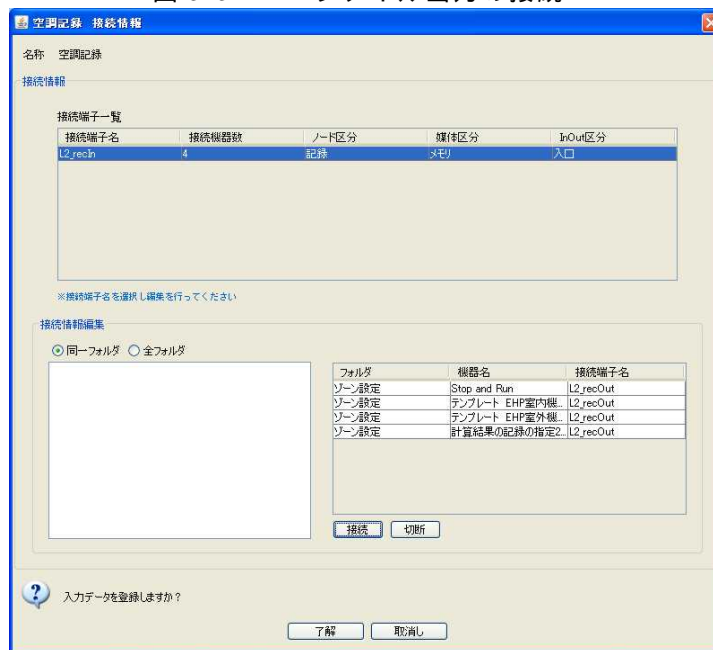 空調記録 接続情報
名称 空調記録
接続情報
接続端子一覧
接続端子名 接続機器数 ノード区分 媒体区分 InOut区分
L2_recIn 4 記録 メモリ 入口
※接続端子名を選択し編集を行ってください
接続情報編集
同一フォルダ 全フォルダ
フォルダ 機器名 接続端子名
ゾーン設定 Stop and Run L2_recOut
ゾーン設定 テンプレート EHP室内機... L2_recOut
ゾーン設定 テンプレート EHP室外機... L2_recOut
ゾーン設定 計算結果の記録の指定2... L2_recOut
接続 切断
入力データを登録しますか？
了解 取消し